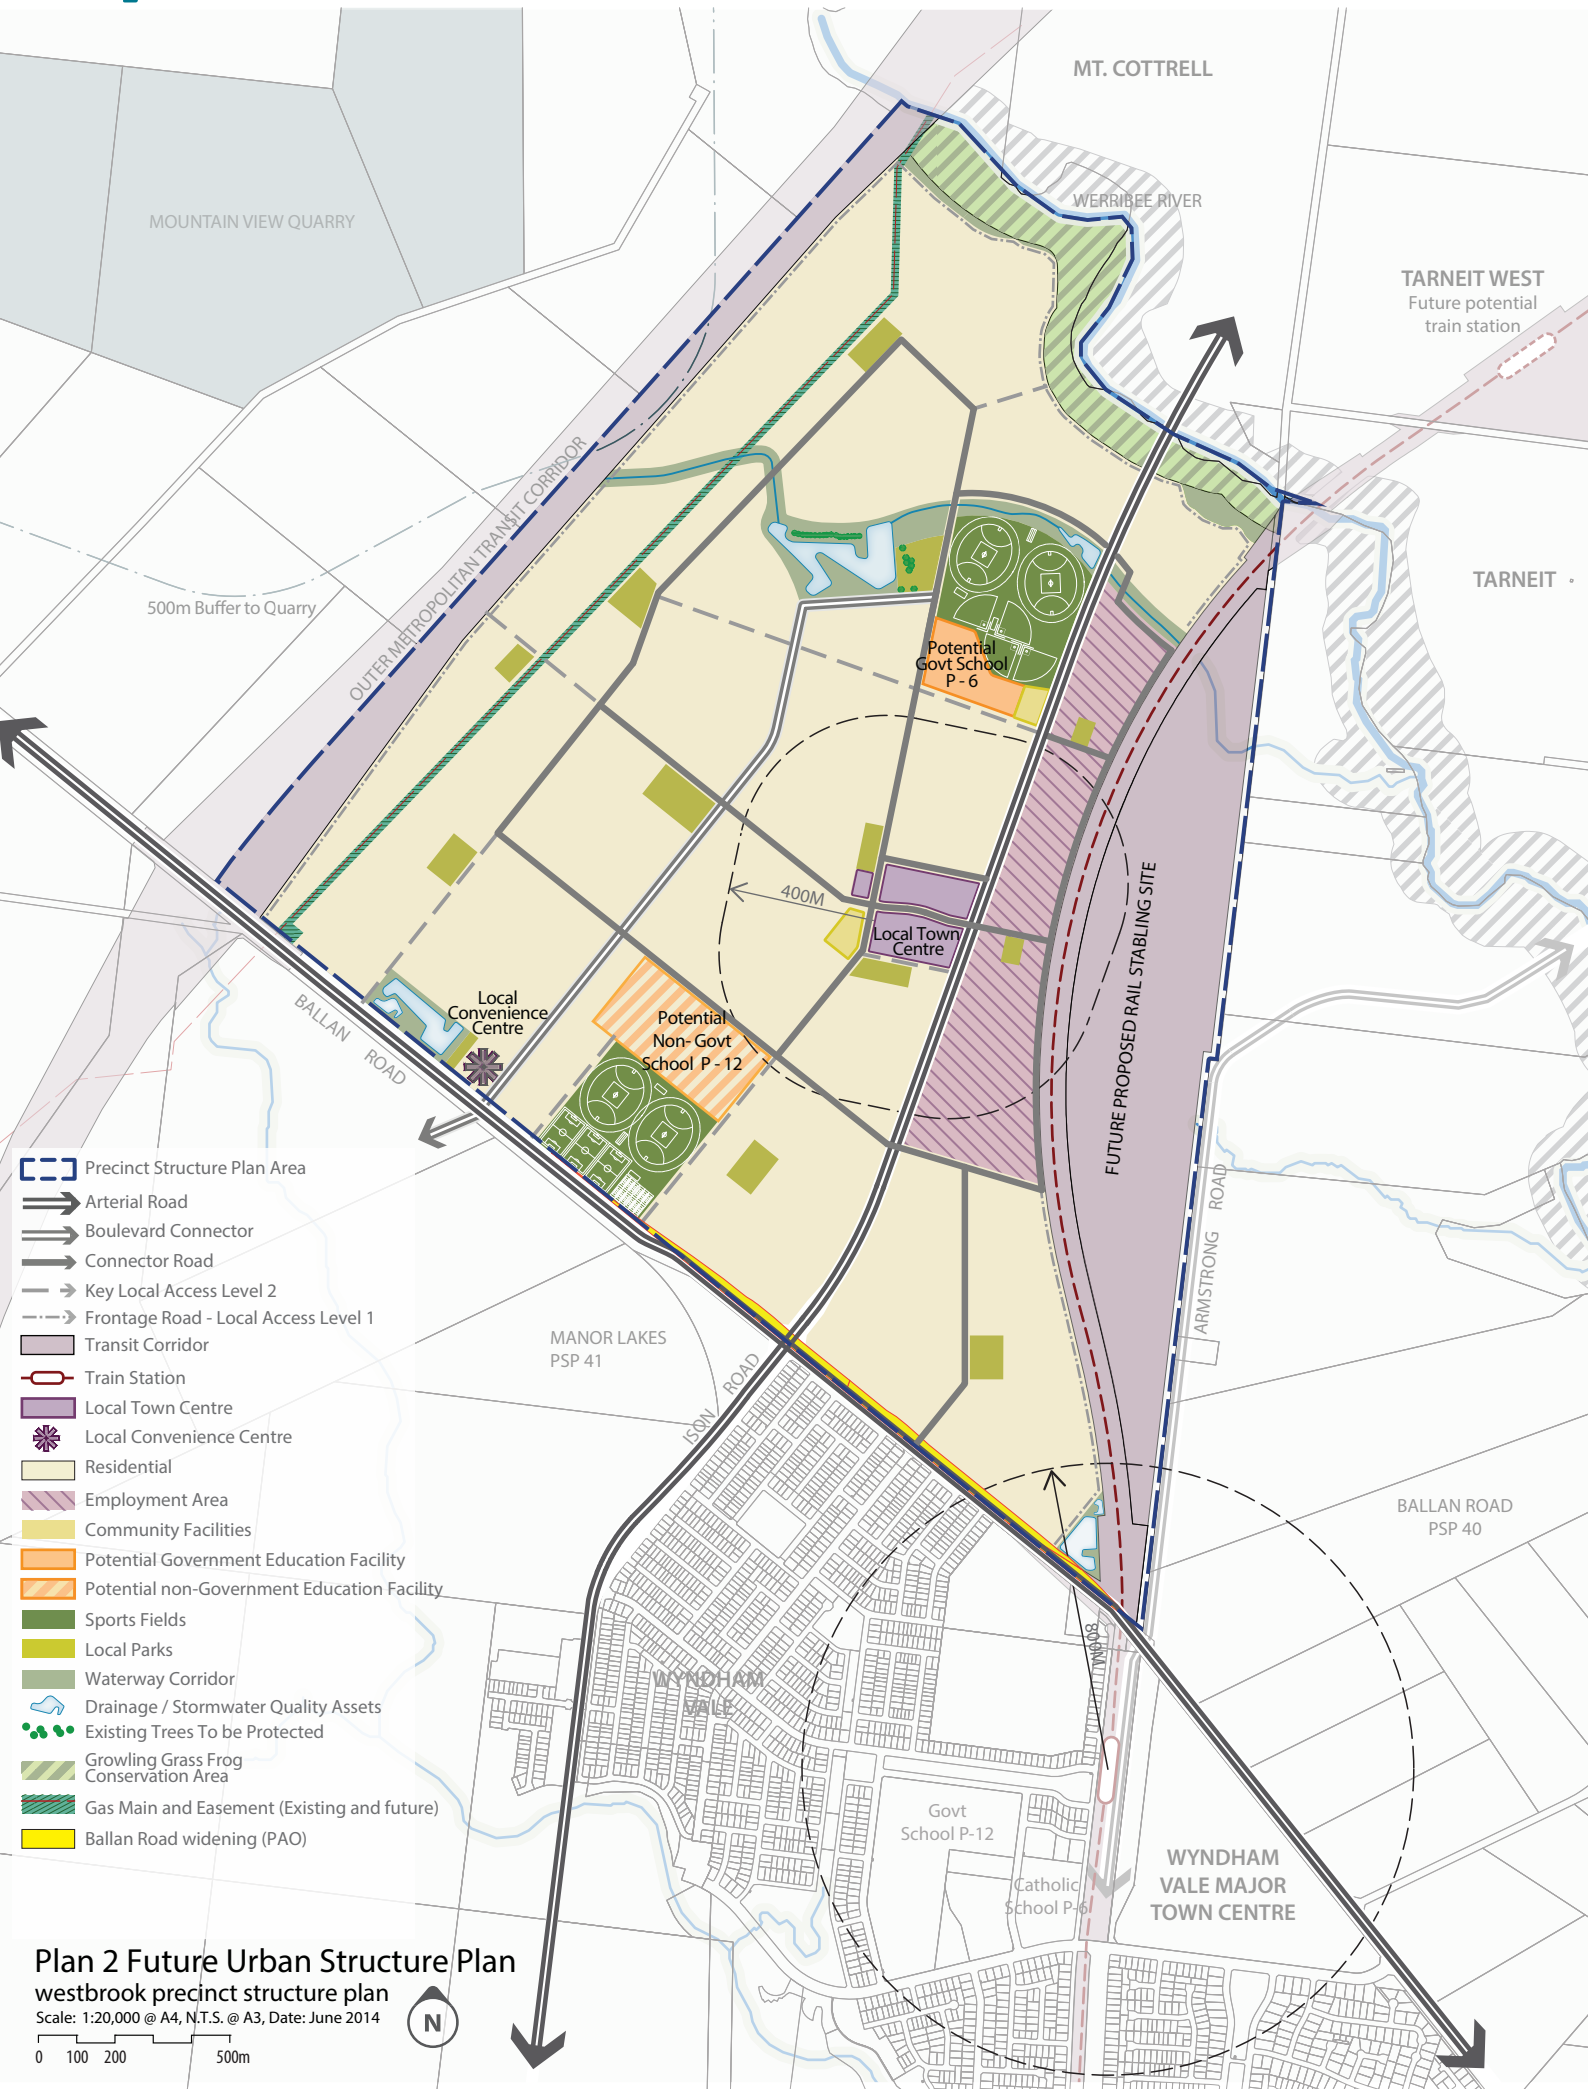 MT. COTTRELL
WERRIBEE RIVER
MOUNTAIN VIEW QUARRY
TARNEIT WEST
Future potential
train station
OUTER METROPOLITAN TRANSIT CORRIDOR
500m Buffer to Quarry
TARNEIT
Potential
Govt School
P - 6
400M
Local Town
Centre
FUTURE PROPOSED RAIL STABLING SITE
Local
Convenience
Centre
Potential
Non- Govt
School P - 12
BALLAN ROAD
ARMSTRONG ROAD
MANOR LAKES
PSP 41
ISON ROAD
BALLAN ROAD
PSP 40
800M
WYNDHAM
VALE
Govt
School P-12
Catholic
School P-6
WYNDHAM
VALE MAJOR
TOWN CENTRE
Precinct Structure Plan Area
Arterial Road
Boulevard Connector
Connector Road
Key Local Access Level 2
Frontage Road - Local Access Level 1
Transit Corridor
Train Station
Local Town Centre
Local Convenience Centre
Residential
Employment Area
Community Facilities
Potential Government Education Facility
Potential non-Government Education Facility
Sports Fields
Local Parks
Waterway Corridor
Drainage / Stormwater Quality Assets
Existing Trees To be Protected
Growling Grass Frog
Conservation Area
Gas Main and Easement (Existing and future)
Ballan Road widening (PAO)
Plan 2 Future Urban Structure Plan
westbrook precinct structure plan
Scale: 1:20,000 @ A4, N.T.S. @ A3, Date: June 2014
N
0 100 200 500m